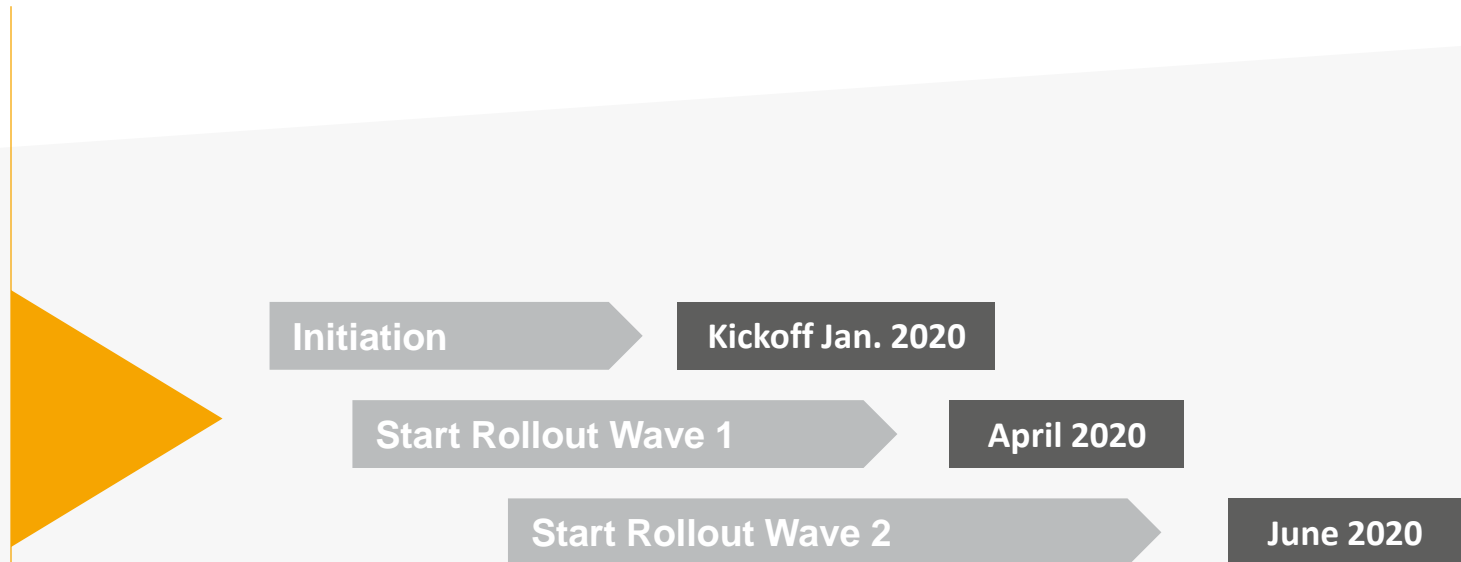 Initiation Kickoff Jan. 2020
Start Rollout Wave 1 April 2020
Start Rollout Wave 2 June 2020